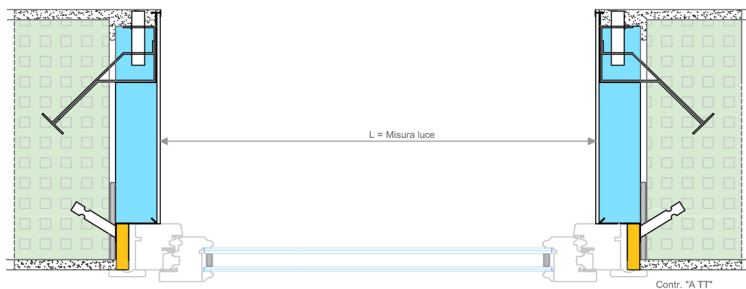 L = Misura luce
Contr. "A TT"